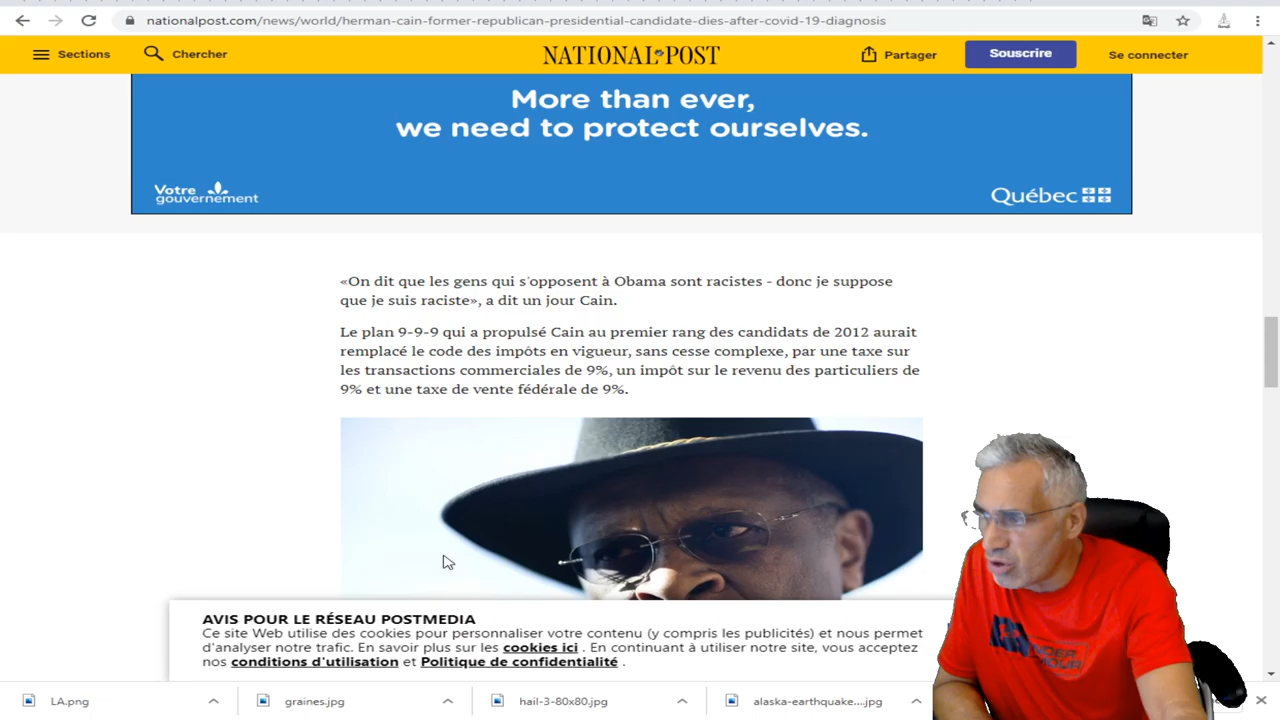 nationalpost.com/news/world/herman-cain-former-republican-presidential-candidate-dies-after-covid-19-diagnosis
Sections
Chercher
NATIONAL POST
Partager
Souscrire
Se connecter
More than ever,
we need to protect ourselves.
Votre
gouvernement
Québec
«On dit que les gens qui s'opposent à Obama sont racistes - donc je suppose
que je suis raciste», a dit un jour Cain.
Le plan 9-9-9 qui a propulsé Cain au premier rang des candidats de 2012 aurait
remplacé le code des impôts en vigueur, sans cesse complexe, par une taxe sur
les transactions commerciales de 9%, un impôt sur le revenu des particuliers de
9% et une taxe de vente fédérale de 9%.
AVIS POUR LE RÉSEAU POSTMEDIA
Ce site Web utilise des cookies pour personnaliser votre contenu (y compris les publicités) et nous permet
d'analyser notre trafic. En savoir plus sur les cookies ici . En continuant à utiliser notre site, vous acceptez
nos conditions d'utilisation et Politique de confidentialité .
LA.png
graines.jpg
hail-3-80x80.jpg
alaska-earthquake....jpg